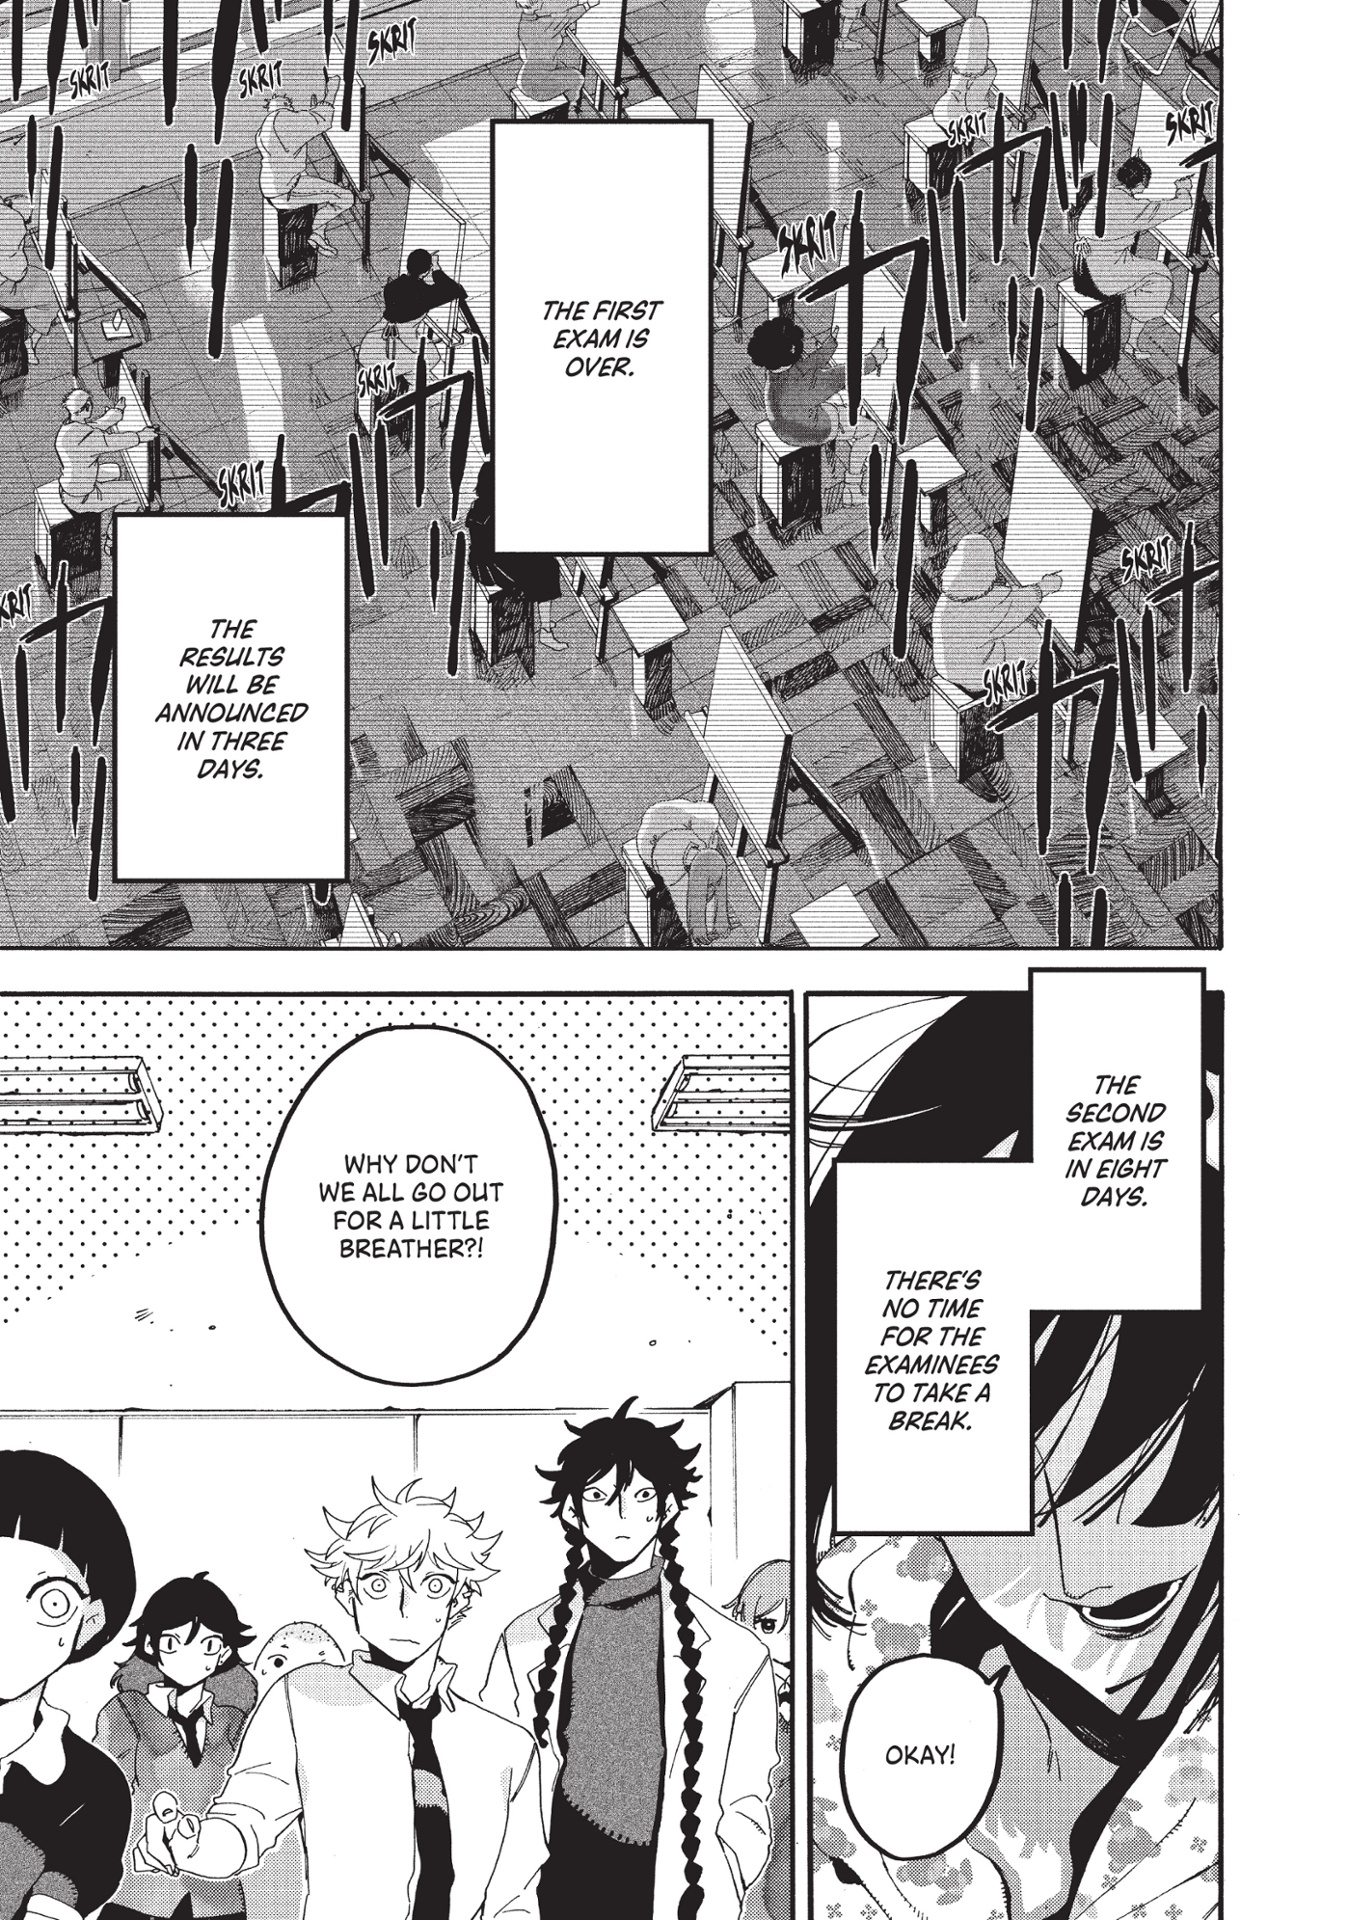 SKRIT
SKRIT
SKRIT
SKRIT
SKRIT
SKRIT
THE FIRST
EXAM IS
OVER.
SKRIT
SKRIT
SKRIT
SKRIT
THE
RESULTS
WILL BE
ANNOUNCED
IN THREE
DAYS.
THE
SECOND
EXAM IS
IN EIGHT
DAYS.
THERE'S
NO TIME
FOR THE
EXAMINEES
TO TAKE A
BREAK.
OKAY!
WHY DON'T
WE ALL GO OUT
FOR A LITTLE
BREATHER?!